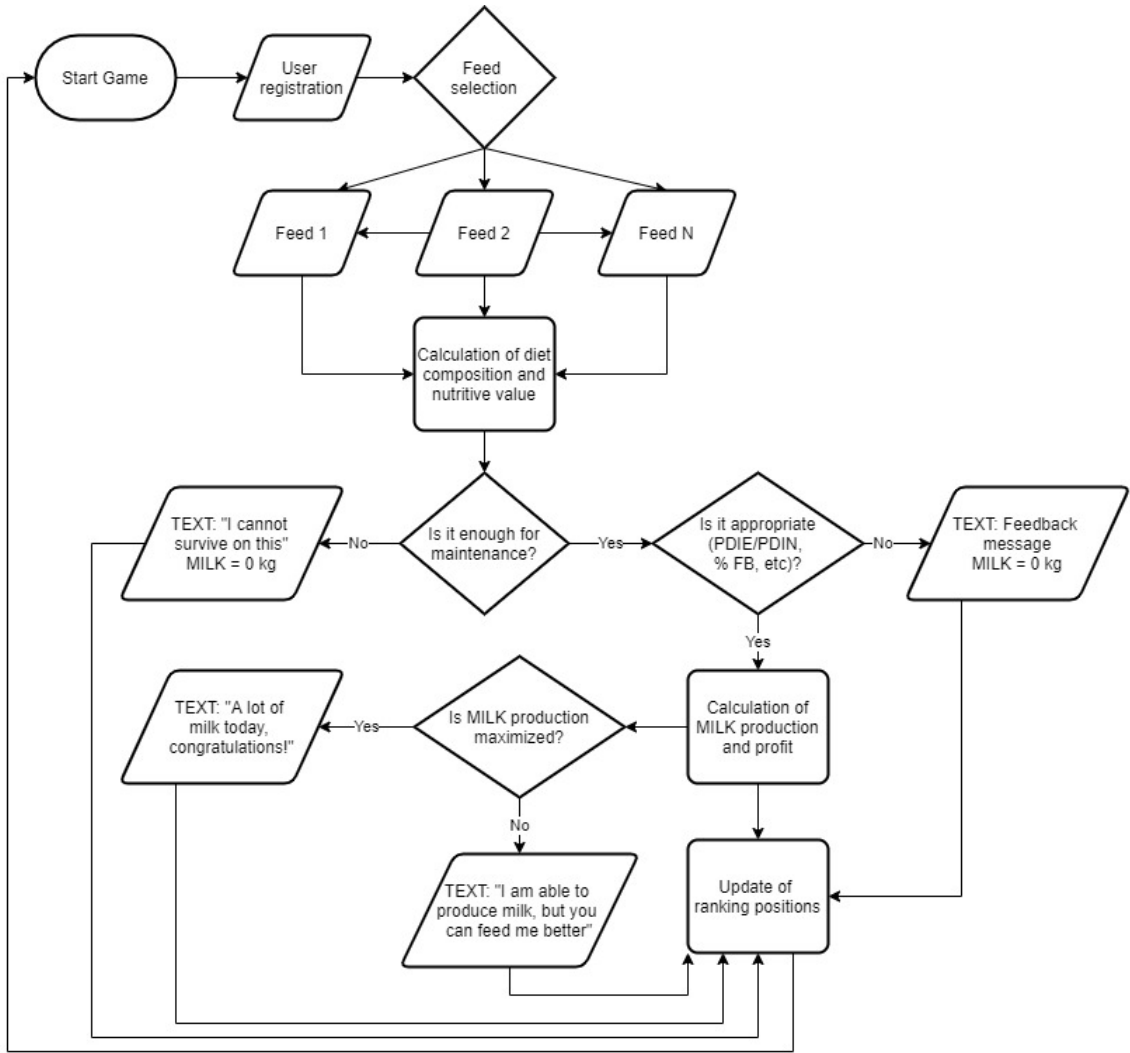 Start Game
User
registration
Feed
selection
Feed 1
Feed 2
Feed N
Calculation of diet
composition and
nutritive value
TEXT: "I cannot
survive on this"
MILK = 0 kg
No
Is it enough for
maintenance?
Yes
Is it appropriate
(PDIE/PDIN,
% FB, etc)?
No
TEXT: Feedback
message
MILK = 0 kg
Yes
TEXT: "A lot of
milk today,
congratulations!"
Yes
Is MILK production
maximized?
Calculation of
MILK production
and profit
No
TEXT: "I am able to
produce milk, but you
can feed me better"
Update of
ranking positions